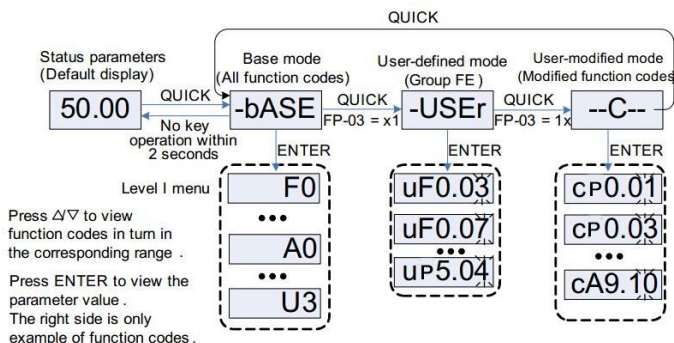 QUICK
Status parameters
(Default display)
Base mode
(All function codes)
User-defined mode
(Group FE )
User-modified mode
(Modified function codes)
50.00
QUICK
-bASE
QUICK
FP-03 = x1
-USEr
QUICK
FP-03 = 1x
--C--
No key
operation within
2 seconds
ENTER
ENTER
ENTER
Level I menu
F0
uF0.03
cP0.01
Press △/▽ to view
function codes in turn in
the corresponding range .
•••
A0
uF0.07
cP0.03
•••
•••
•••
Press ENTER to view the
parameter value .
The right side is only
example of function codes .
U3
uP5.04
cA9.10